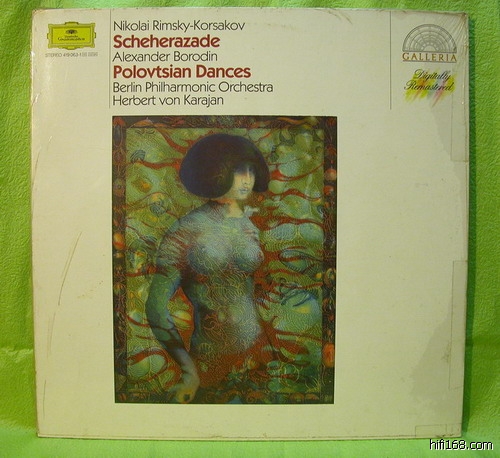 Nikolai Rimsky-Korsakov
Scheherazade
Alexander Borodin
Polovtsian Dances
Berlin Philharmonic Orchestra
Herbert von Karajan
GALLERIA
Digitally
Remastered
hifi168.com